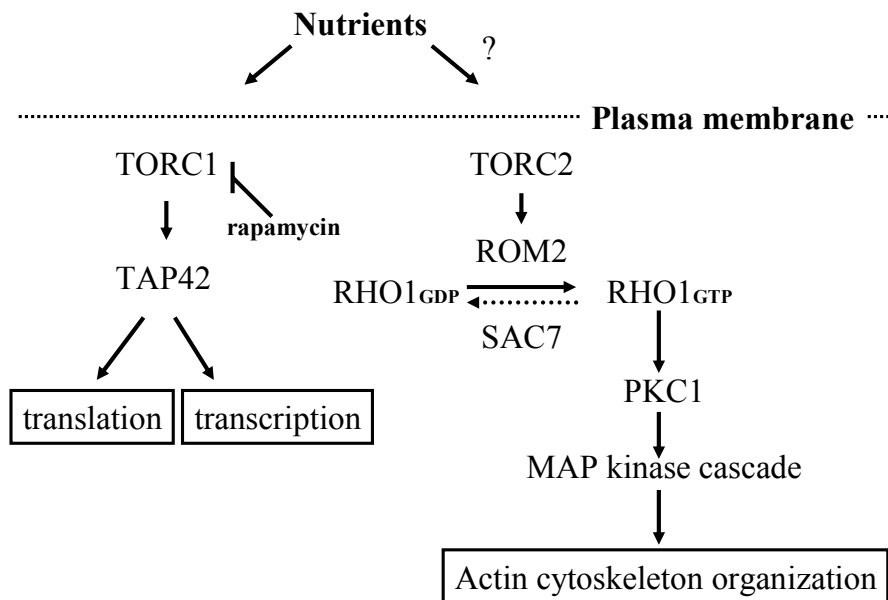 Nutrients
?
Plasma membrane
TORC1
TORC2
rapamycin
ROM2
TAP42
RHO1GDP
RHO1GTP
SAC7
translation
transcription
PKC1
MAP kinase cascade
Actin cytoskeleton organization